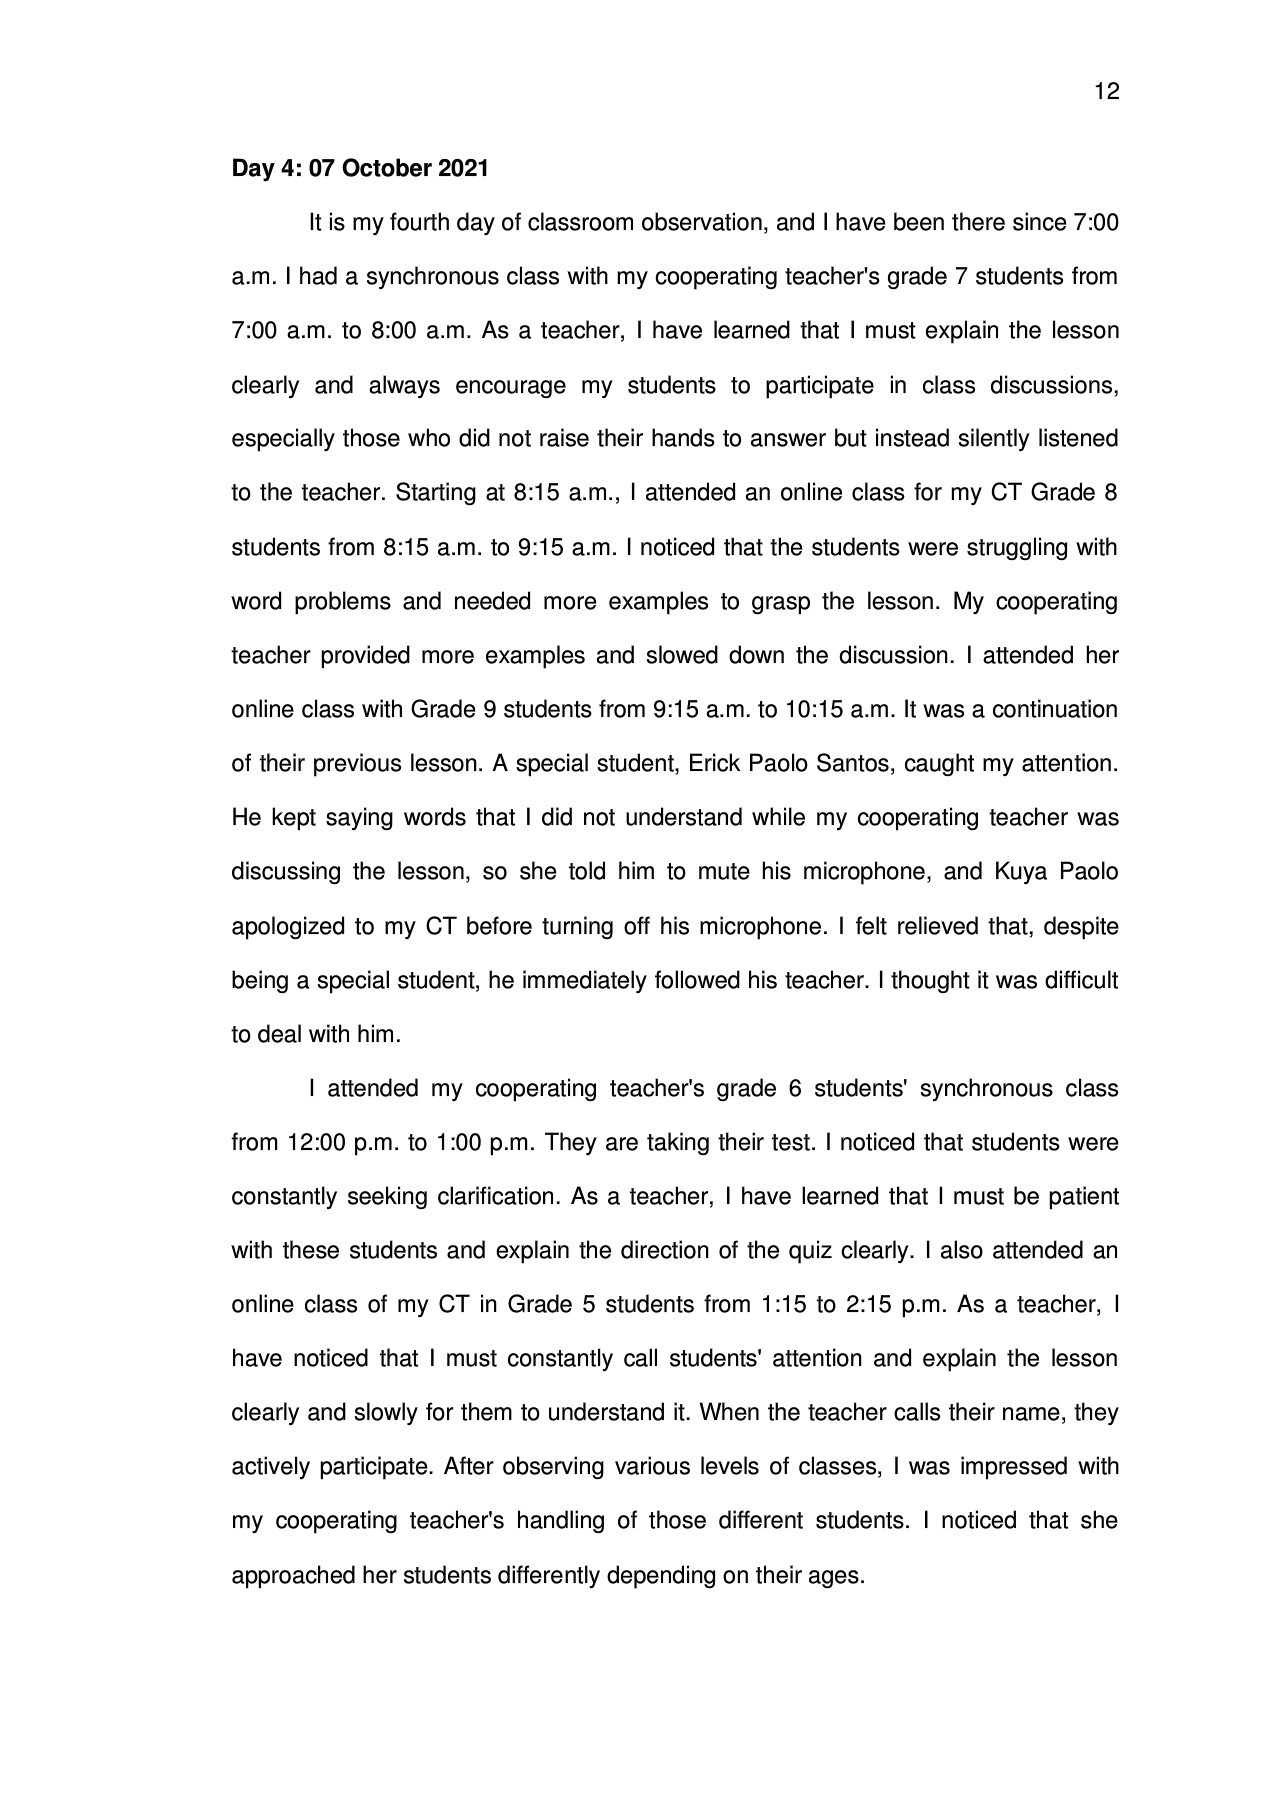 12
Day 4: 07 October 2021
It is my fourth day of classroom observation, and I have been there since 7:00
a.m. I had a synchronous class with my cooperating teacher's grade 7 students from
7:00 a.m. to 8:00 a.m. As a teacher, I have learned that I must explain the lesson
clearly and always encourage my students to participate in class discussions,
especially those who did not raise their hands to answer but instead silently listened
to the teacher. Starting at 8:15 a.m., I attended an online class for my CT Grade 8
students from 8:15 a.m. to 9:15 a.m. I noticed that the students were struggling with
word problems and needed more examples to grasp the lesson. My cooperating
teacher provided more examples and slowed down the discussion. I attended her
online class with Grade 9 students from 9:15 a.m. to 10:15 a.m. It was a continuation
of their previous lesson. A special student, Erick Paolo Santos, caught my attention.
He kept saying words that I did not understand while my cooperating teacher was
discussing the lesson, so she told him to mute his microphone, and Kuya Paolo
apologized to my CT before turning off his microphone. I felt relieved that, despite
being a special student, he immediately followed his teacher. I thought it was difficult
to deal with him.
I attended my cooperating teacher's grade 6 students' synchronous class
from 12:00 p.m. to 1:00 p.m. They are taking their test. I noticed that students were
constantly seeking clarification. As a teacher, I have learned that I must be patient
with these students and explain the direction of the quiz clearly. I also attended an
online class of my CT in Grade 5 students from 1:15 to 2:15 p.m. As a teacher, I
have noticed that I must constantly call students' attention and explain the lesson
clearly and slowly for them to understand it. When the teacher calls their name, they
actively participate. After observing various levels of classes, I was impressed with
my cooperating teacher's handling of those different students. I noticed that she
approached her students differently depending on their ages.